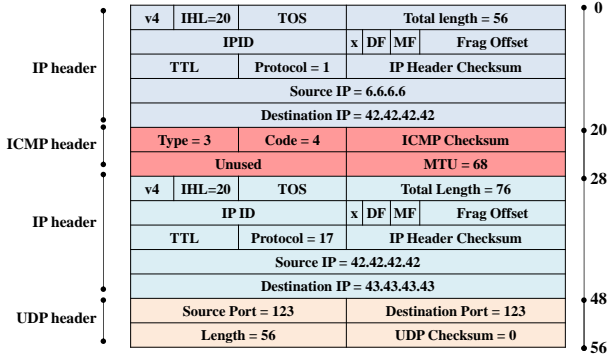 0
v4 IHL=20 TOS Total length = 56
IPID x DF MF Frag Offset
IP header TTL Protocol = 1 IP Header Checksum
Source IP = 6.6.6.6
Destination IP = 42.42.42.42
20
ICMP header Type = 3 Code = 4 ICMP Checksum
Unused MTU = 68
28
v4 IHL=20 TOS Total Length = 76
IP ID x DF MF Frag Offset
IP header TTL Protocol = 17 IP Header Checksum
Source IP = 42.42.42.42
Destination IP = 43.43.43.43
48
UDP header Source Port = 123 Destination Port = 123
Length = 56 UDP Checksum = 0
56